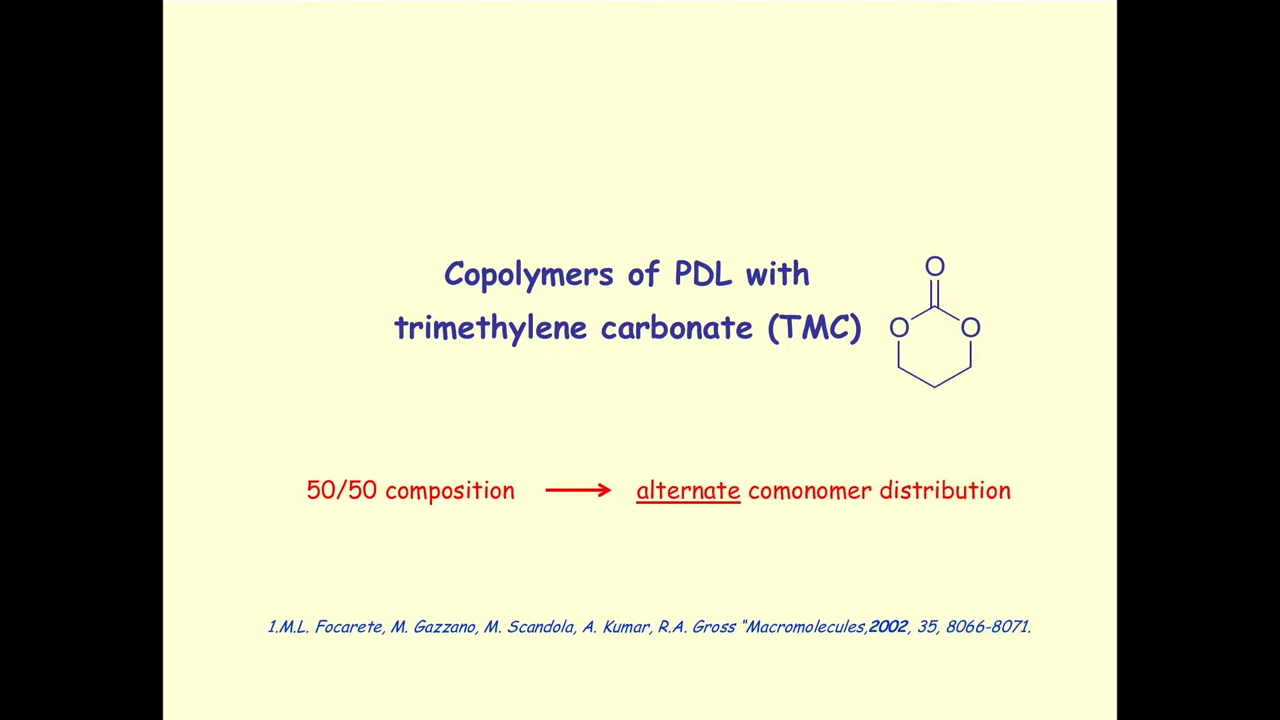 Copolymers of PDL with
trimethylene carbonate (TMC)
O
O O
50/50 composition → alternate comonomer distribution
1.M.L. Focarete, M. Gazzano, M. Scandola, A. Kumar, R.A. Gross "Macromolecules,2002, 35, 8066-8071.